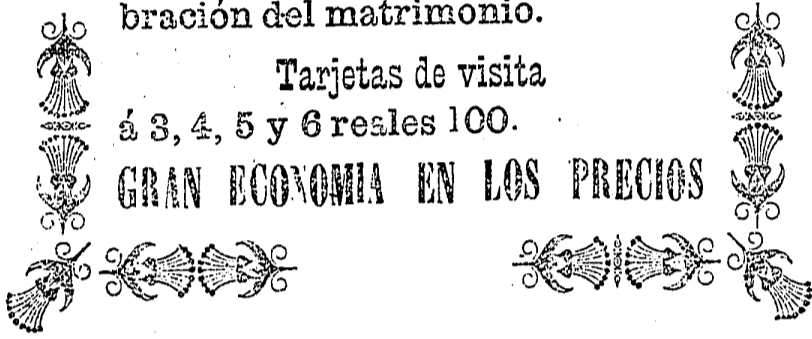 bración del matrimonio.
Tarjetas de visita
á 3, 4, 5 y 6 reales 100.
GRAN ECONOMIA EN LOS PRECIOS